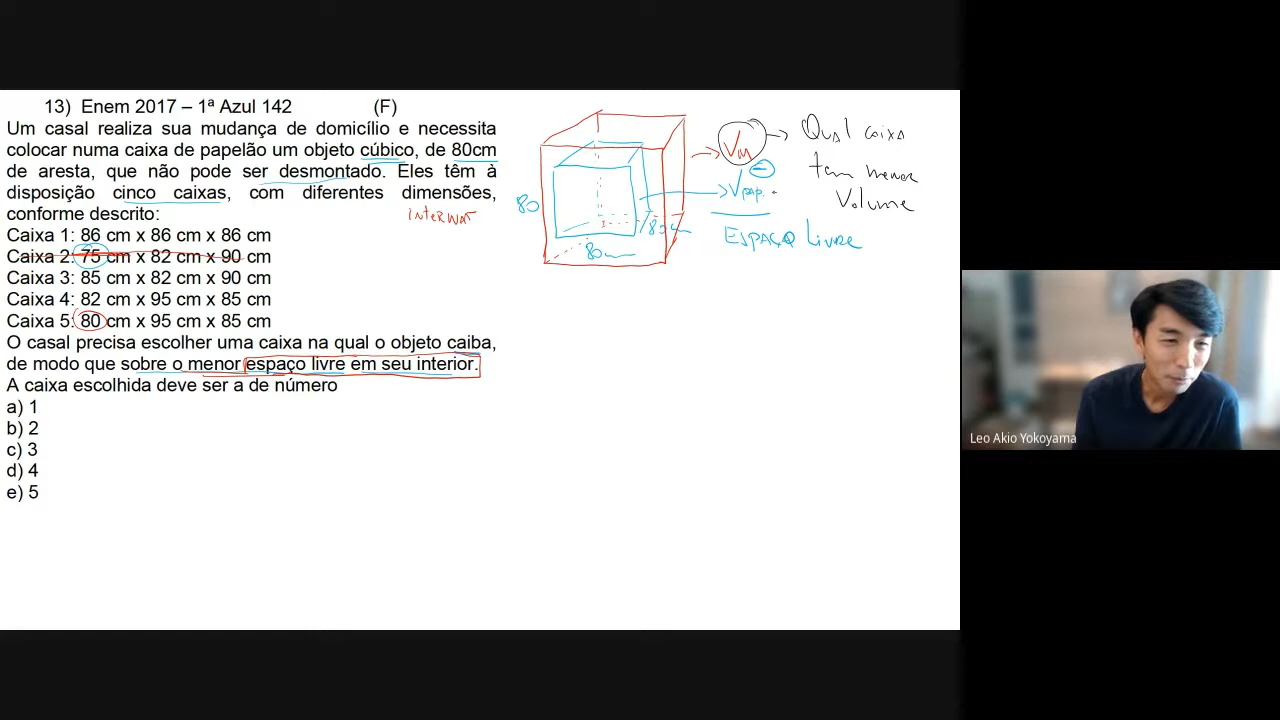 13) Enem 2017 – 1ª Azul 142 (F)
Um casal realiza sua mudança de domicílio e necessita
colocar numa caixa de papelão um objeto cúbico, de 80cm
de aresta, que não pode ser desmontado. Eles têm à
disposição cinco caixas, com diferentes dimensões,
conforme descrito:
Caixa 1: 86 cm x 86 cm x 86 cm
Caixa 2: 75 cm x 82 cm x 90 cm
Caixa 3: 85 cm x 82 cm x 90 cm
Caixa 4: 82 cm x 95 cm x 85 cm
Caixa 5: 80 cm x 95 cm x 85 cm
O casal precisa escolher uma caixa na qual o objeto caiba,
de modo que sobre o menor espaço livre em seu interior.
A caixa escolhida deve ser a de número
a) 1
b) 2
c) 3
d) 4
e) 5
80
80cm
80cm
Qual caixa
tem menor
Volume
Vpap.
ESPAÇO LIVRE
Leo Akio Yokoyama